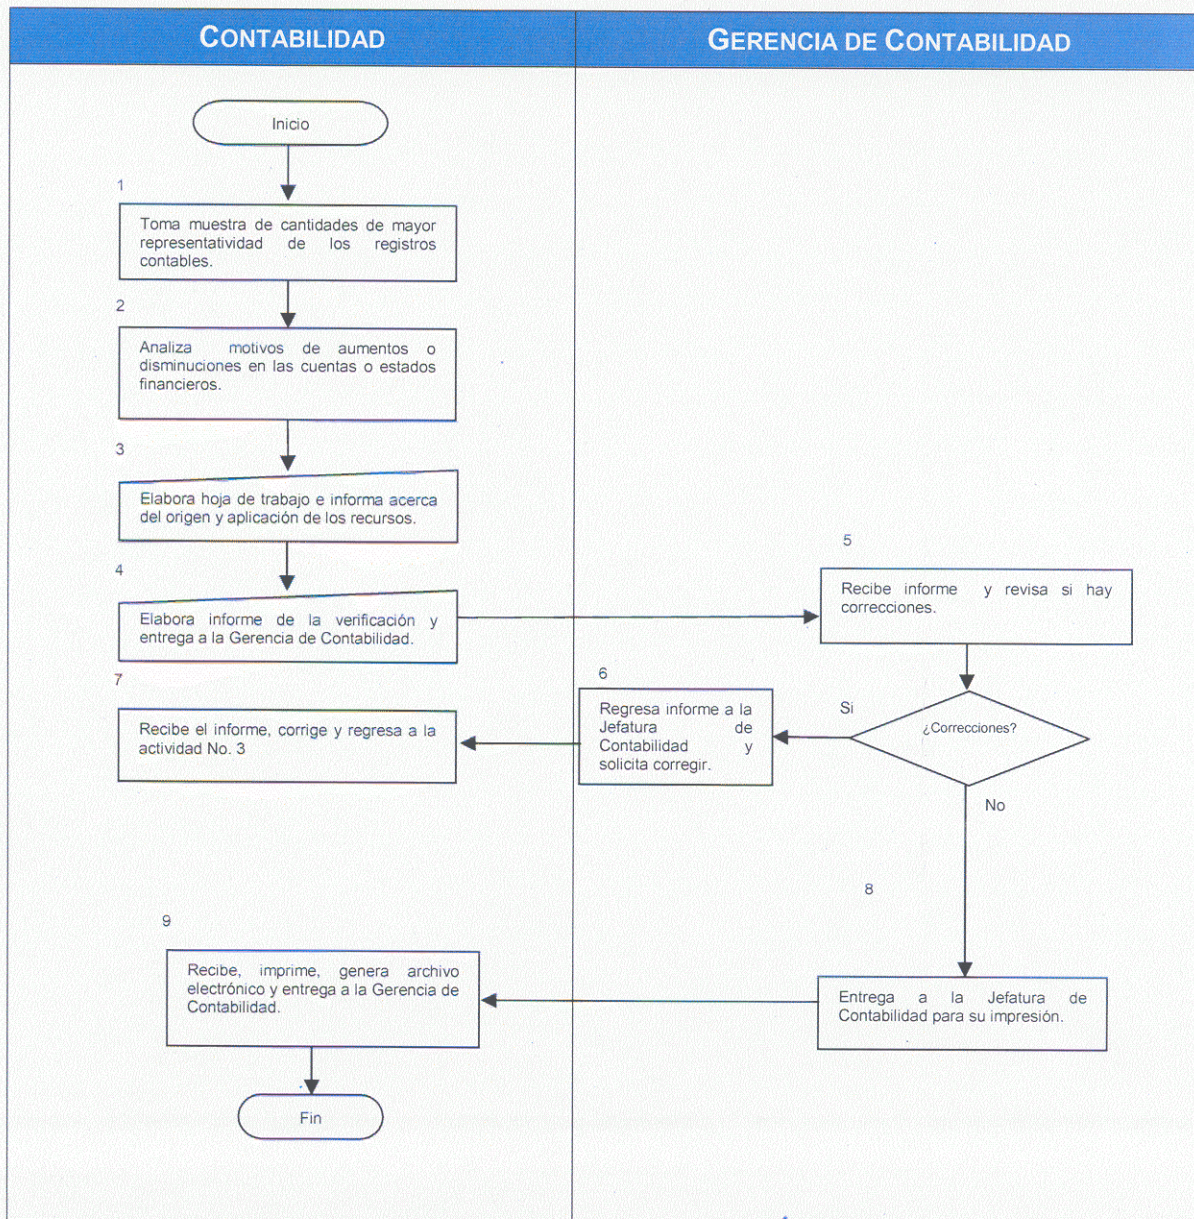 CONTABILIDAD
GERENCIA DE CONTABILIDAD
Inicio
1
Toma muestra de cantidades de mayor
representatividad de los registros
contables.
2
Analiza motivos de aumentos o
disminuciones en las cuentas o estados
financieros.
3
Elabora hoja de trabajo e informa acerca
del origen y aplicación de los recursos.
4
Elabora informe de la verificación y
entrega a la Gerencia de Contabilidad.
5
Recibe informe y revisa si hay
correcciones.
¿Correcciones?
Si
6
Regresa informe a la
Jefatura de
Contabilidad y
solicita corregir.
7
Recibe el informe, corrige y regresa a la
actividad No. 3
No
8
Entrega a la Jefatura de
Contabilidad para su impresión.
9
Recibe, imprime, genera archivo
electrónico y entrega a la Gerencia de
Contabilidad.
Fin